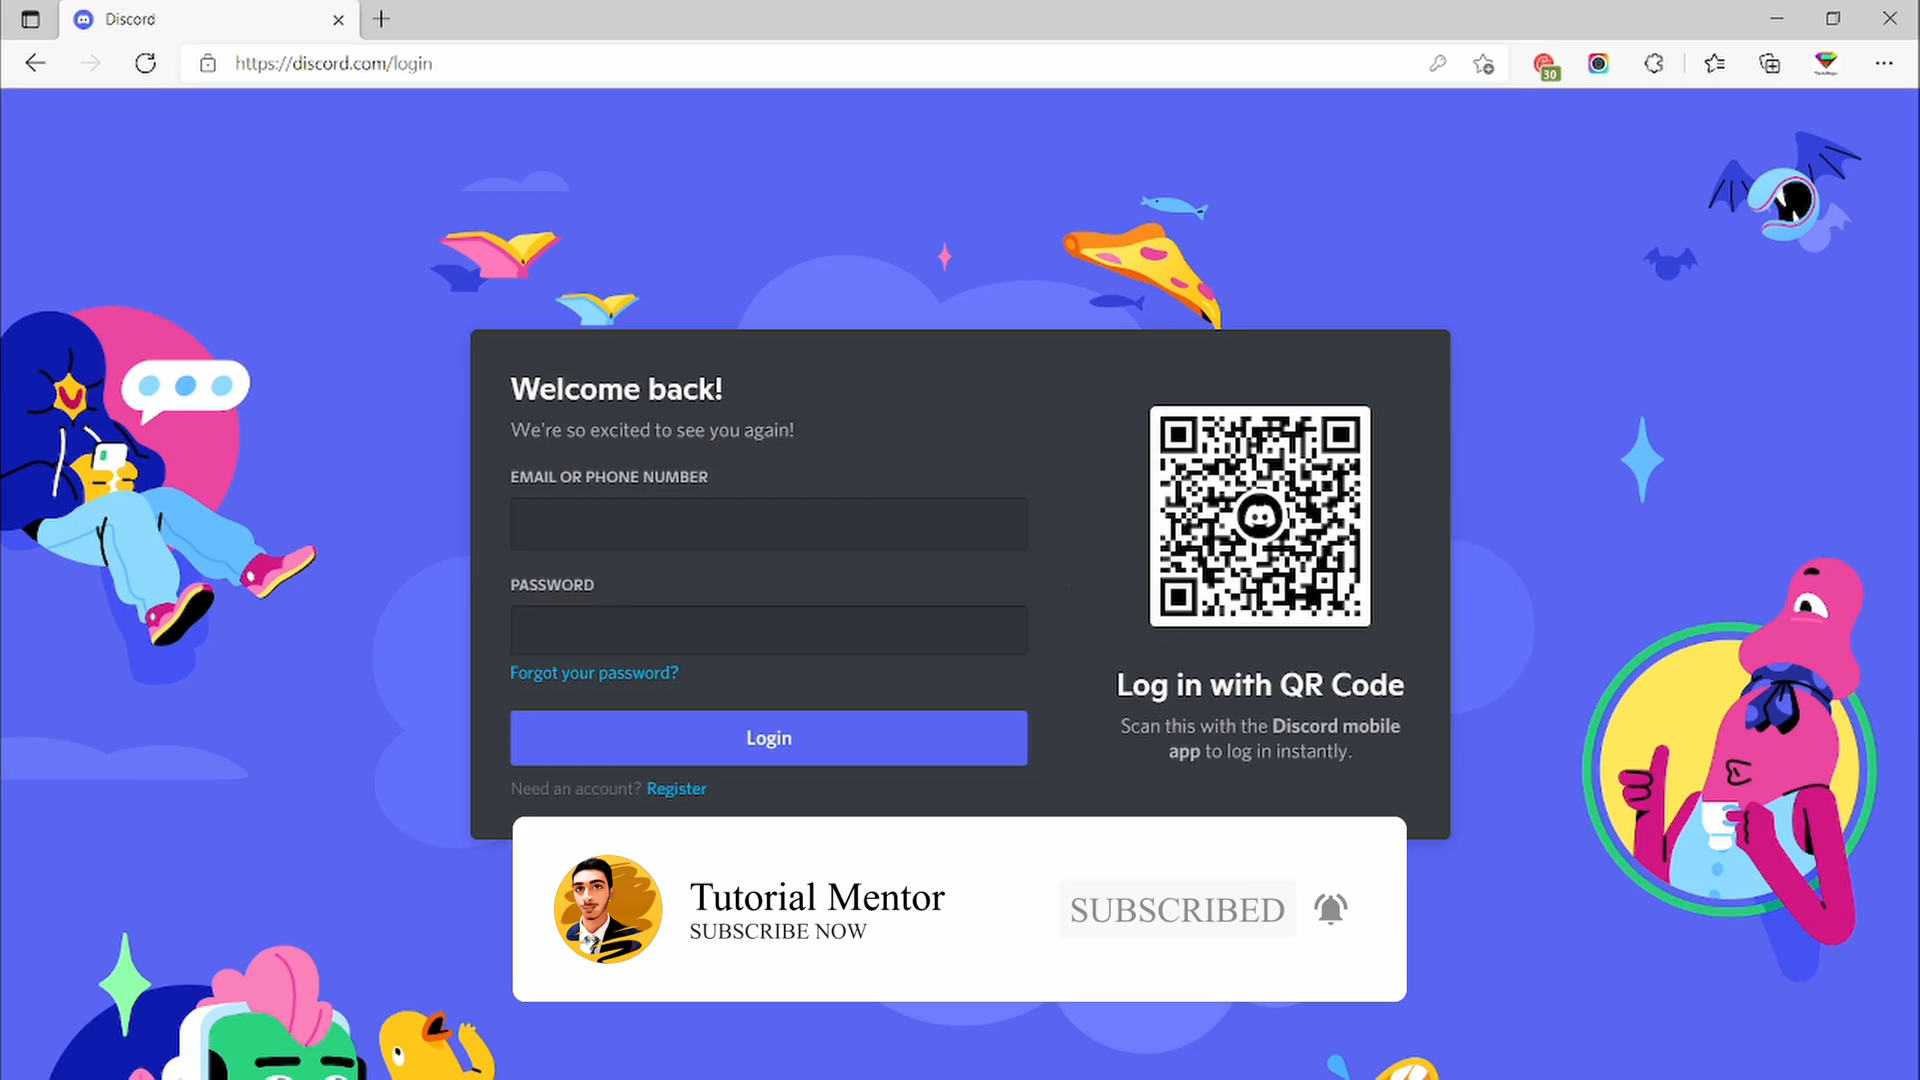 Discord
https://discord.com/login
30
Welcome back!
We're so excited to see you again!
EMAIL OR PHONE NUMBER
PASSWORD
Forgot your password?
Login
Need an account? Register
Log in with QR Code
Scan this with the Discord mobile
app to log in instantly.
Tutorial Mentor
SUBSCRIBE NOW
SUBSCRIBED